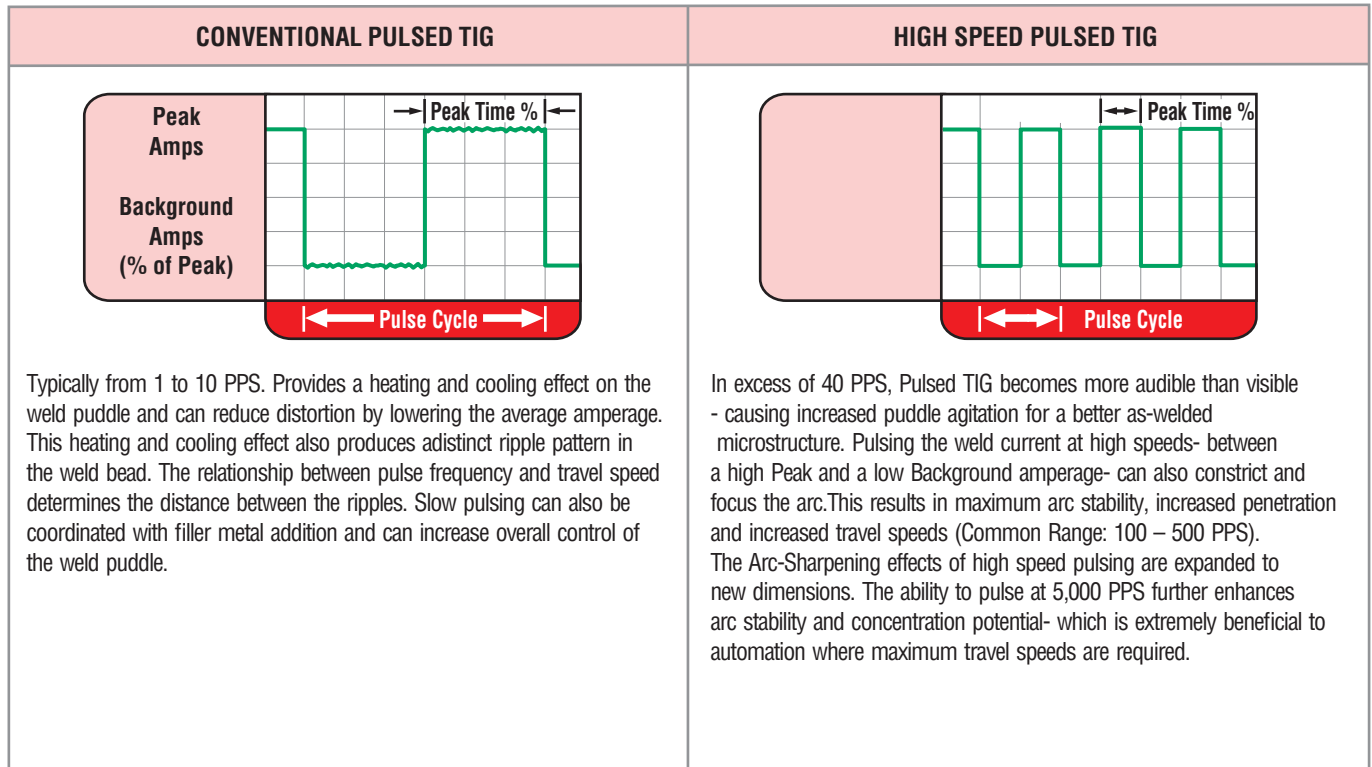 CONVENTIONAL PULSED TIG
Peak
Amps
Background
Amps
(% of Peak)
Peak Time %
Pulse Cycle
Typically from 1 to 10 PPS. Provides a heating and cooling effect on the
weld puddle and can reduce distortion by lowering the average amperage.
This heating and cooling effect also produces adistinct ripple pattern in
the weld bead. The relationship between pulse frequency and travel speed
determines the distance between the ripples. Slow pulsing can also be
coordinated with filler metal addition and can increase overall control of
the weld puddle.
HIGH SPEED PULSED TIG
Peak Time %
Pulse Cycle
In excess of 40 PPS, Pulsed TIG becomes more audible than visible
- causing increased puddle agitation for a better as-welded
microstructure. Pulsing the weld current at high speeds- between
a high Peak and a low Background amperage- can also constrict and
focus the arc.This results in maximum arc stability, increased penetration
and increased travel speeds (Common Range: 100 – 500 PPS).
The Arc-Sharpening effects of high speed pulsing are expanded to
new dimensions. The ability to pulse at 5,000 PPS further enhances
arc stability and concentration potential- which is extremely beneficial to
automation where maximum travel speeds are required.